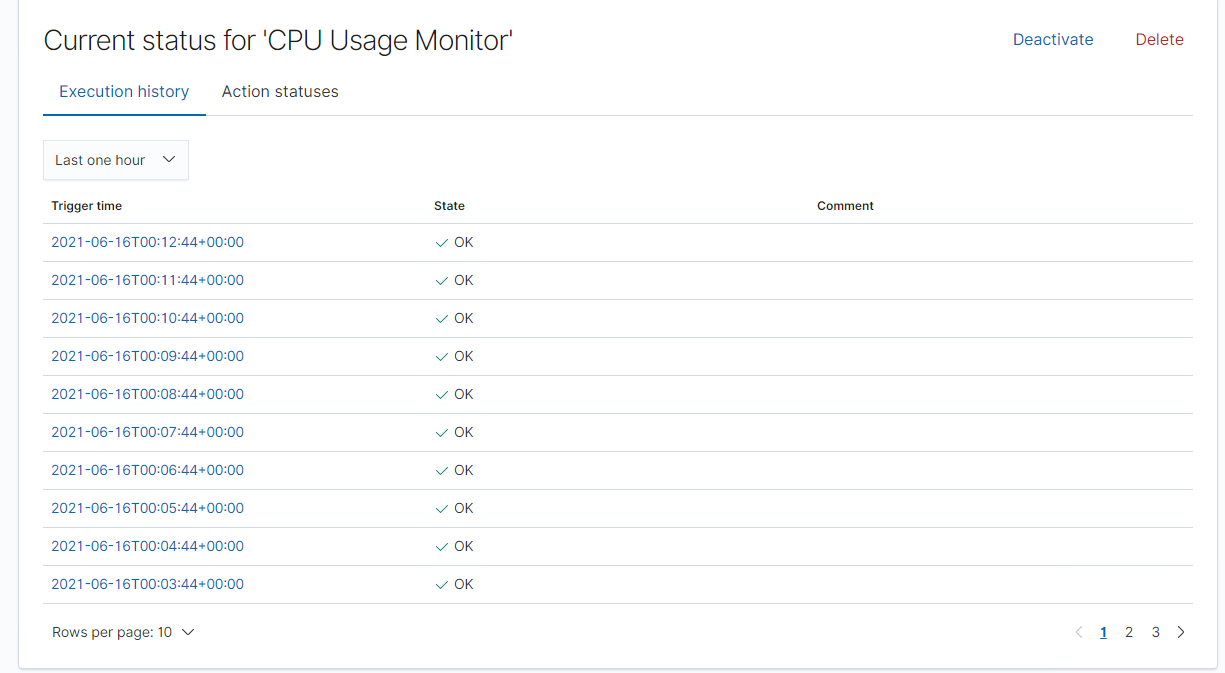 Current status for 'CPU Usage Monitor'
Deactivate
Delete
Execution history
Action statuses
Last one hour
Trigger time State Comment
2021-06-16T00:12:44+00:00 OK
2021-06-16T00:11:44+00:00 OK
2021-06-16T00:10:44+00:00 OK
2021-06-16T00:09:44+00:00 OK
2021-06-16T00:08:44+00:00 OK
2021-06-16T00:07:44+00:00 OK
2021-06-16T00:06:44+00:00 OK
2021-06-16T00:05:44+00:00 OK
2021-06-16T00:04:44+00:00 OK
2021-06-16T00:03:44+00:00 OK
Rows per page: 10
1 2 3